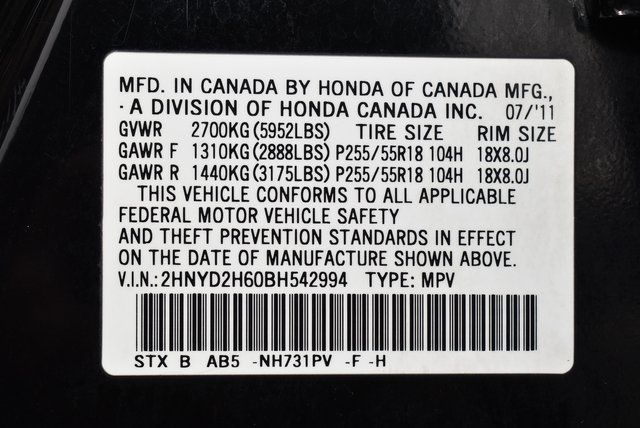 MFD. IN CANADA BY HONDA OF CANADA MFG.,
· A DIVISION OF HONDA CANADA INC. 07/'11
GVWR 2700KG(5952LBS) TIRE SIZE RIM SIZE
GAWR F 1310KG(2888LBS) P255/55R18 104H 18X8.0J
GAWR R 1440KG(3175LBS) P255/55R18 104H 18X8.0J
THIS VEHICLE CONFORMS TO ALL APPLICABLE
FEDERAL MOTOR VEHICLE SAFETY
AND THEFT PREVENTION STANDARDS IN EFFECT
ON THE DATE OF MANUFACTURE SHOWN ABOVE.
V.I.N.: 2HNYD2H60BH542994 TYPE: MPV
STX B AB5 -NH731PV -F -H